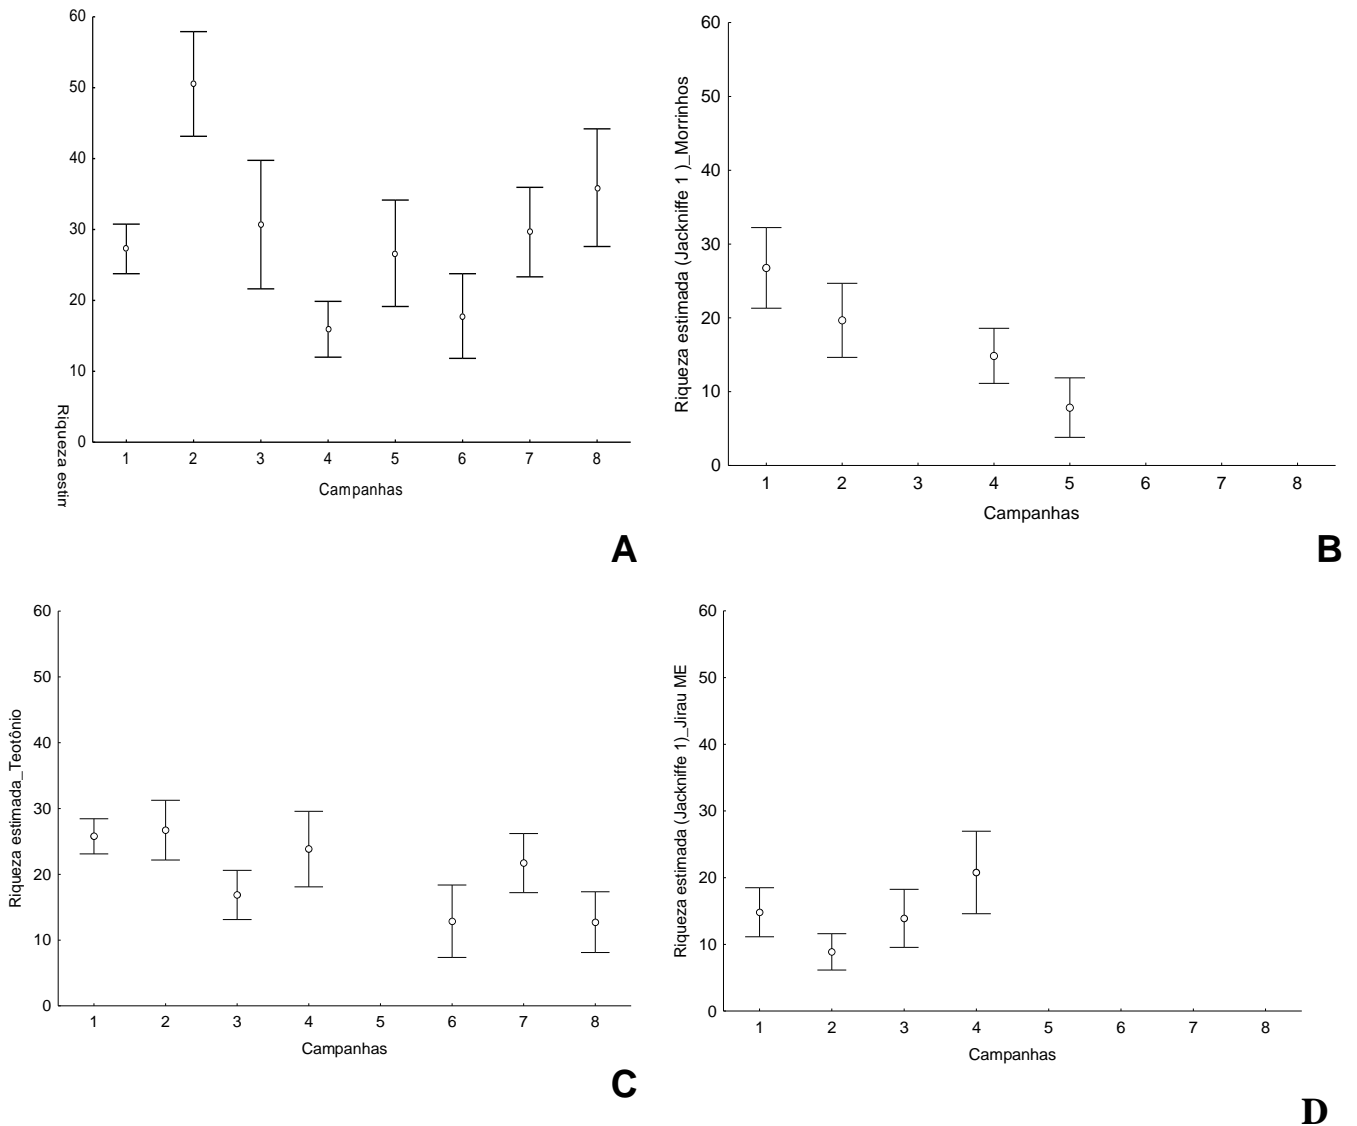 60
50
40
30
20
10
0
Riqueza estim
1 2 3 4 5 6 7 8
Campanhas
A
60
50
40
30
20
10
0
Riqueza estimada (Jackniffe 1 )_Morrinhos
1 2 3 4 5 6 7 8
Campanhas
B
60
50
40
30
20
10
0
Riqueza estimada_Teotônio
1 2 3 4 5 6 7 8
Campanhas
C
60
50
40
30
20
10
0
Riqueza estimada (Jackniffe 1)_Jirau ME
1 2 3 4 5 6 7 8
Campanhas
D